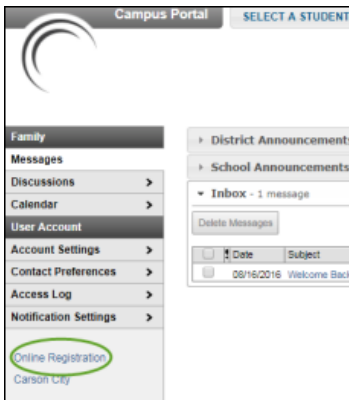 Campus Portal SELECT A STUDENT
Family
Messages
Discussions
Calendar
User Account
Account Settings
Contact Preferences
Access Log
Notification Settings
Online Registration
Carson City
District Announcements
School Announcements
Inbox - 1 message
Delete Messages
! Date Subject
08/16/2016 Welcome Back